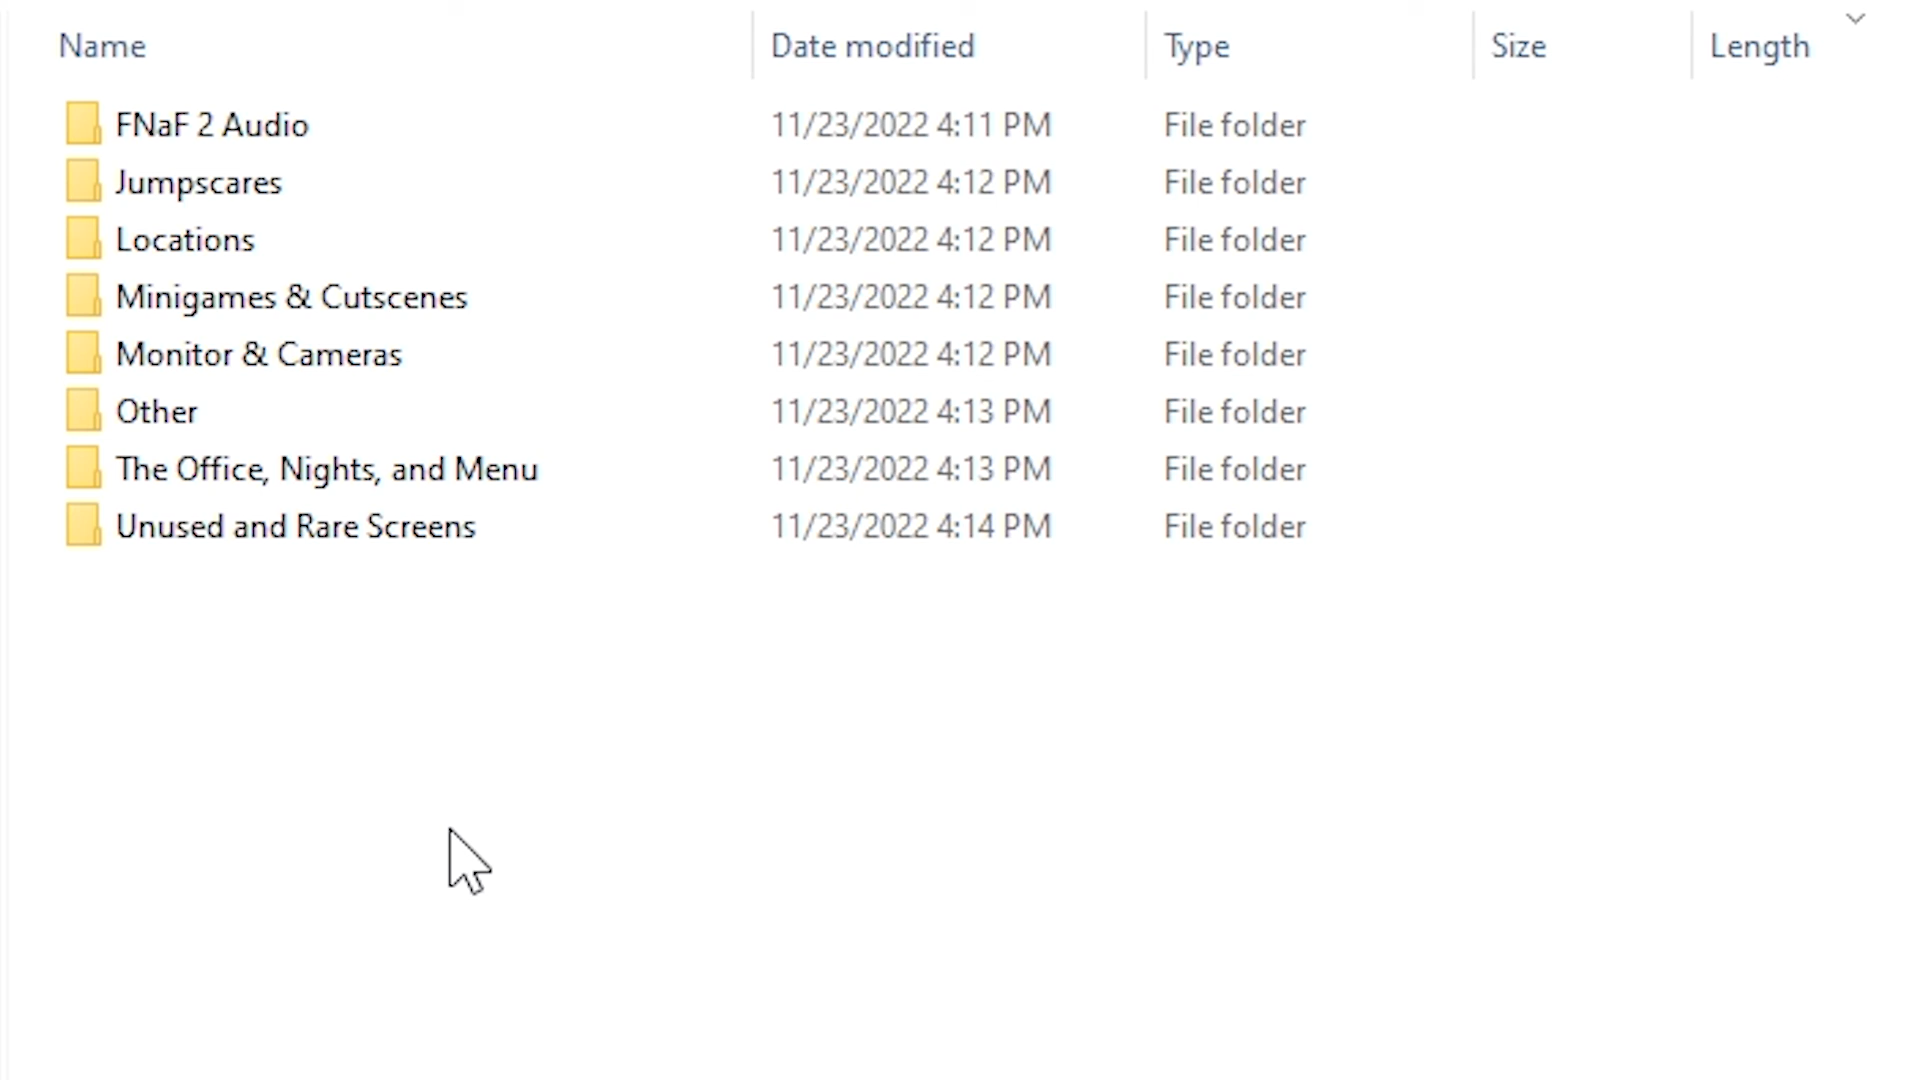 Name Date modified Type Size Length
FNaF 2 Audio 11/23/2022 4:11 PM File folder
Jumpscares 11/23/2022 4:12 PM File folder
Locations 11/23/2022 4:12 PM File folder
Minigames & Cutscenes 11/23/2022 4:12 PM File folder
Monitor & Cameras 11/23/2022 4:12 PM File folder
Other 11/23/2022 4:13 PM File folder
The Office, Nights, and Menu 11/23/2022 4:13 PM File folder
Unused and Rare Screens 11/23/2022 4:14 PM File folder